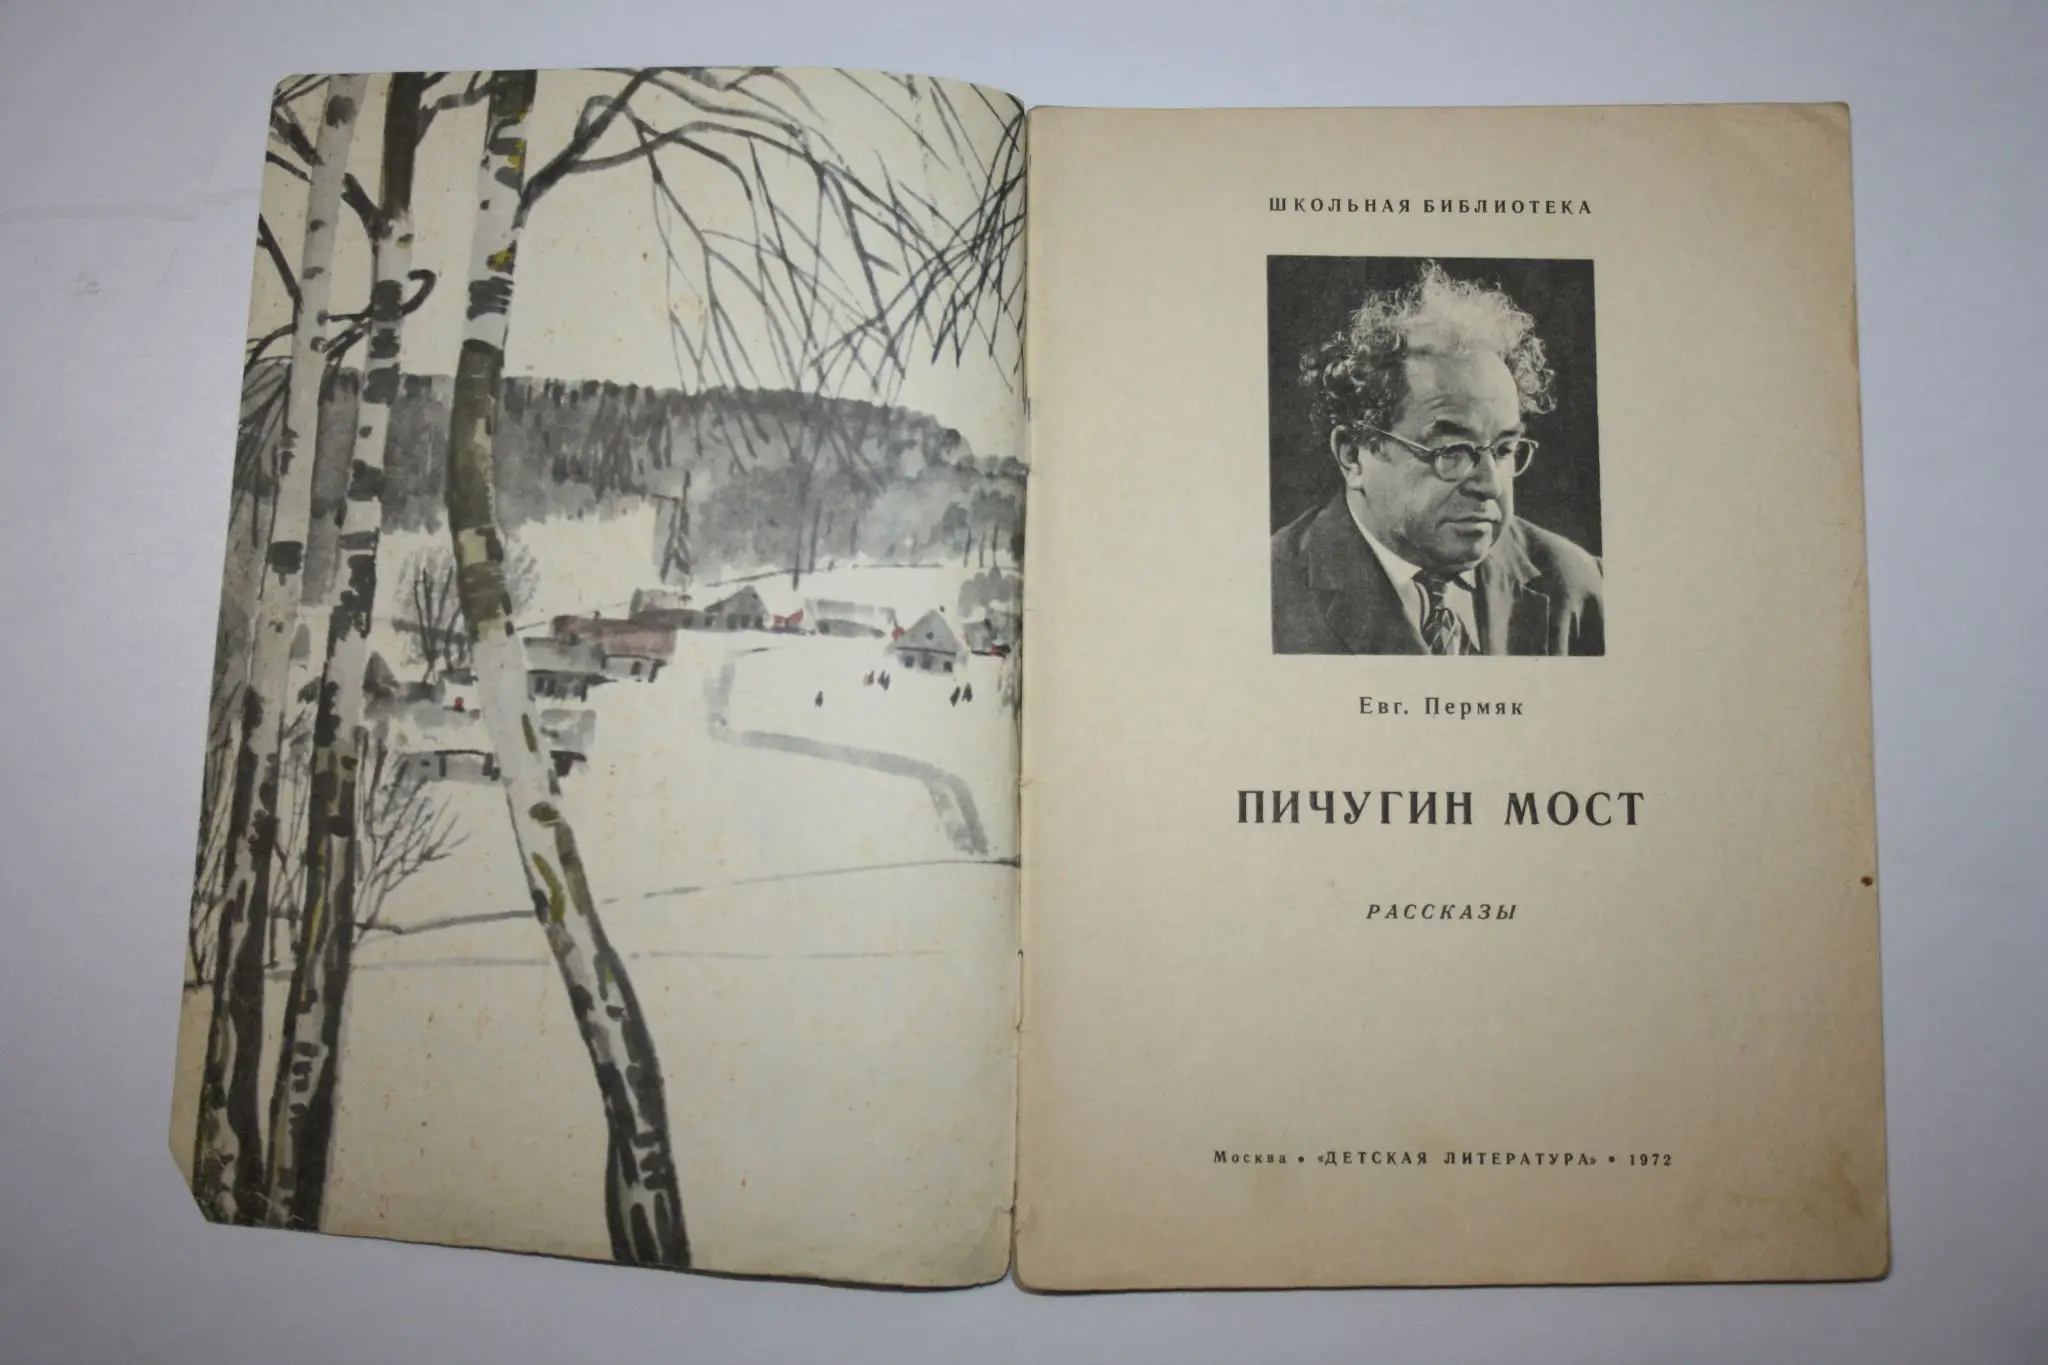 ШКОЛЬНАЯ БИБЛИОТЕКА
Евг. Пермяк
ПИЧУГИН МОСТ
РАССКАЗЫ
Москва • «ДЕТСКАЯ ЛИТЕРАТУРА» • 1972